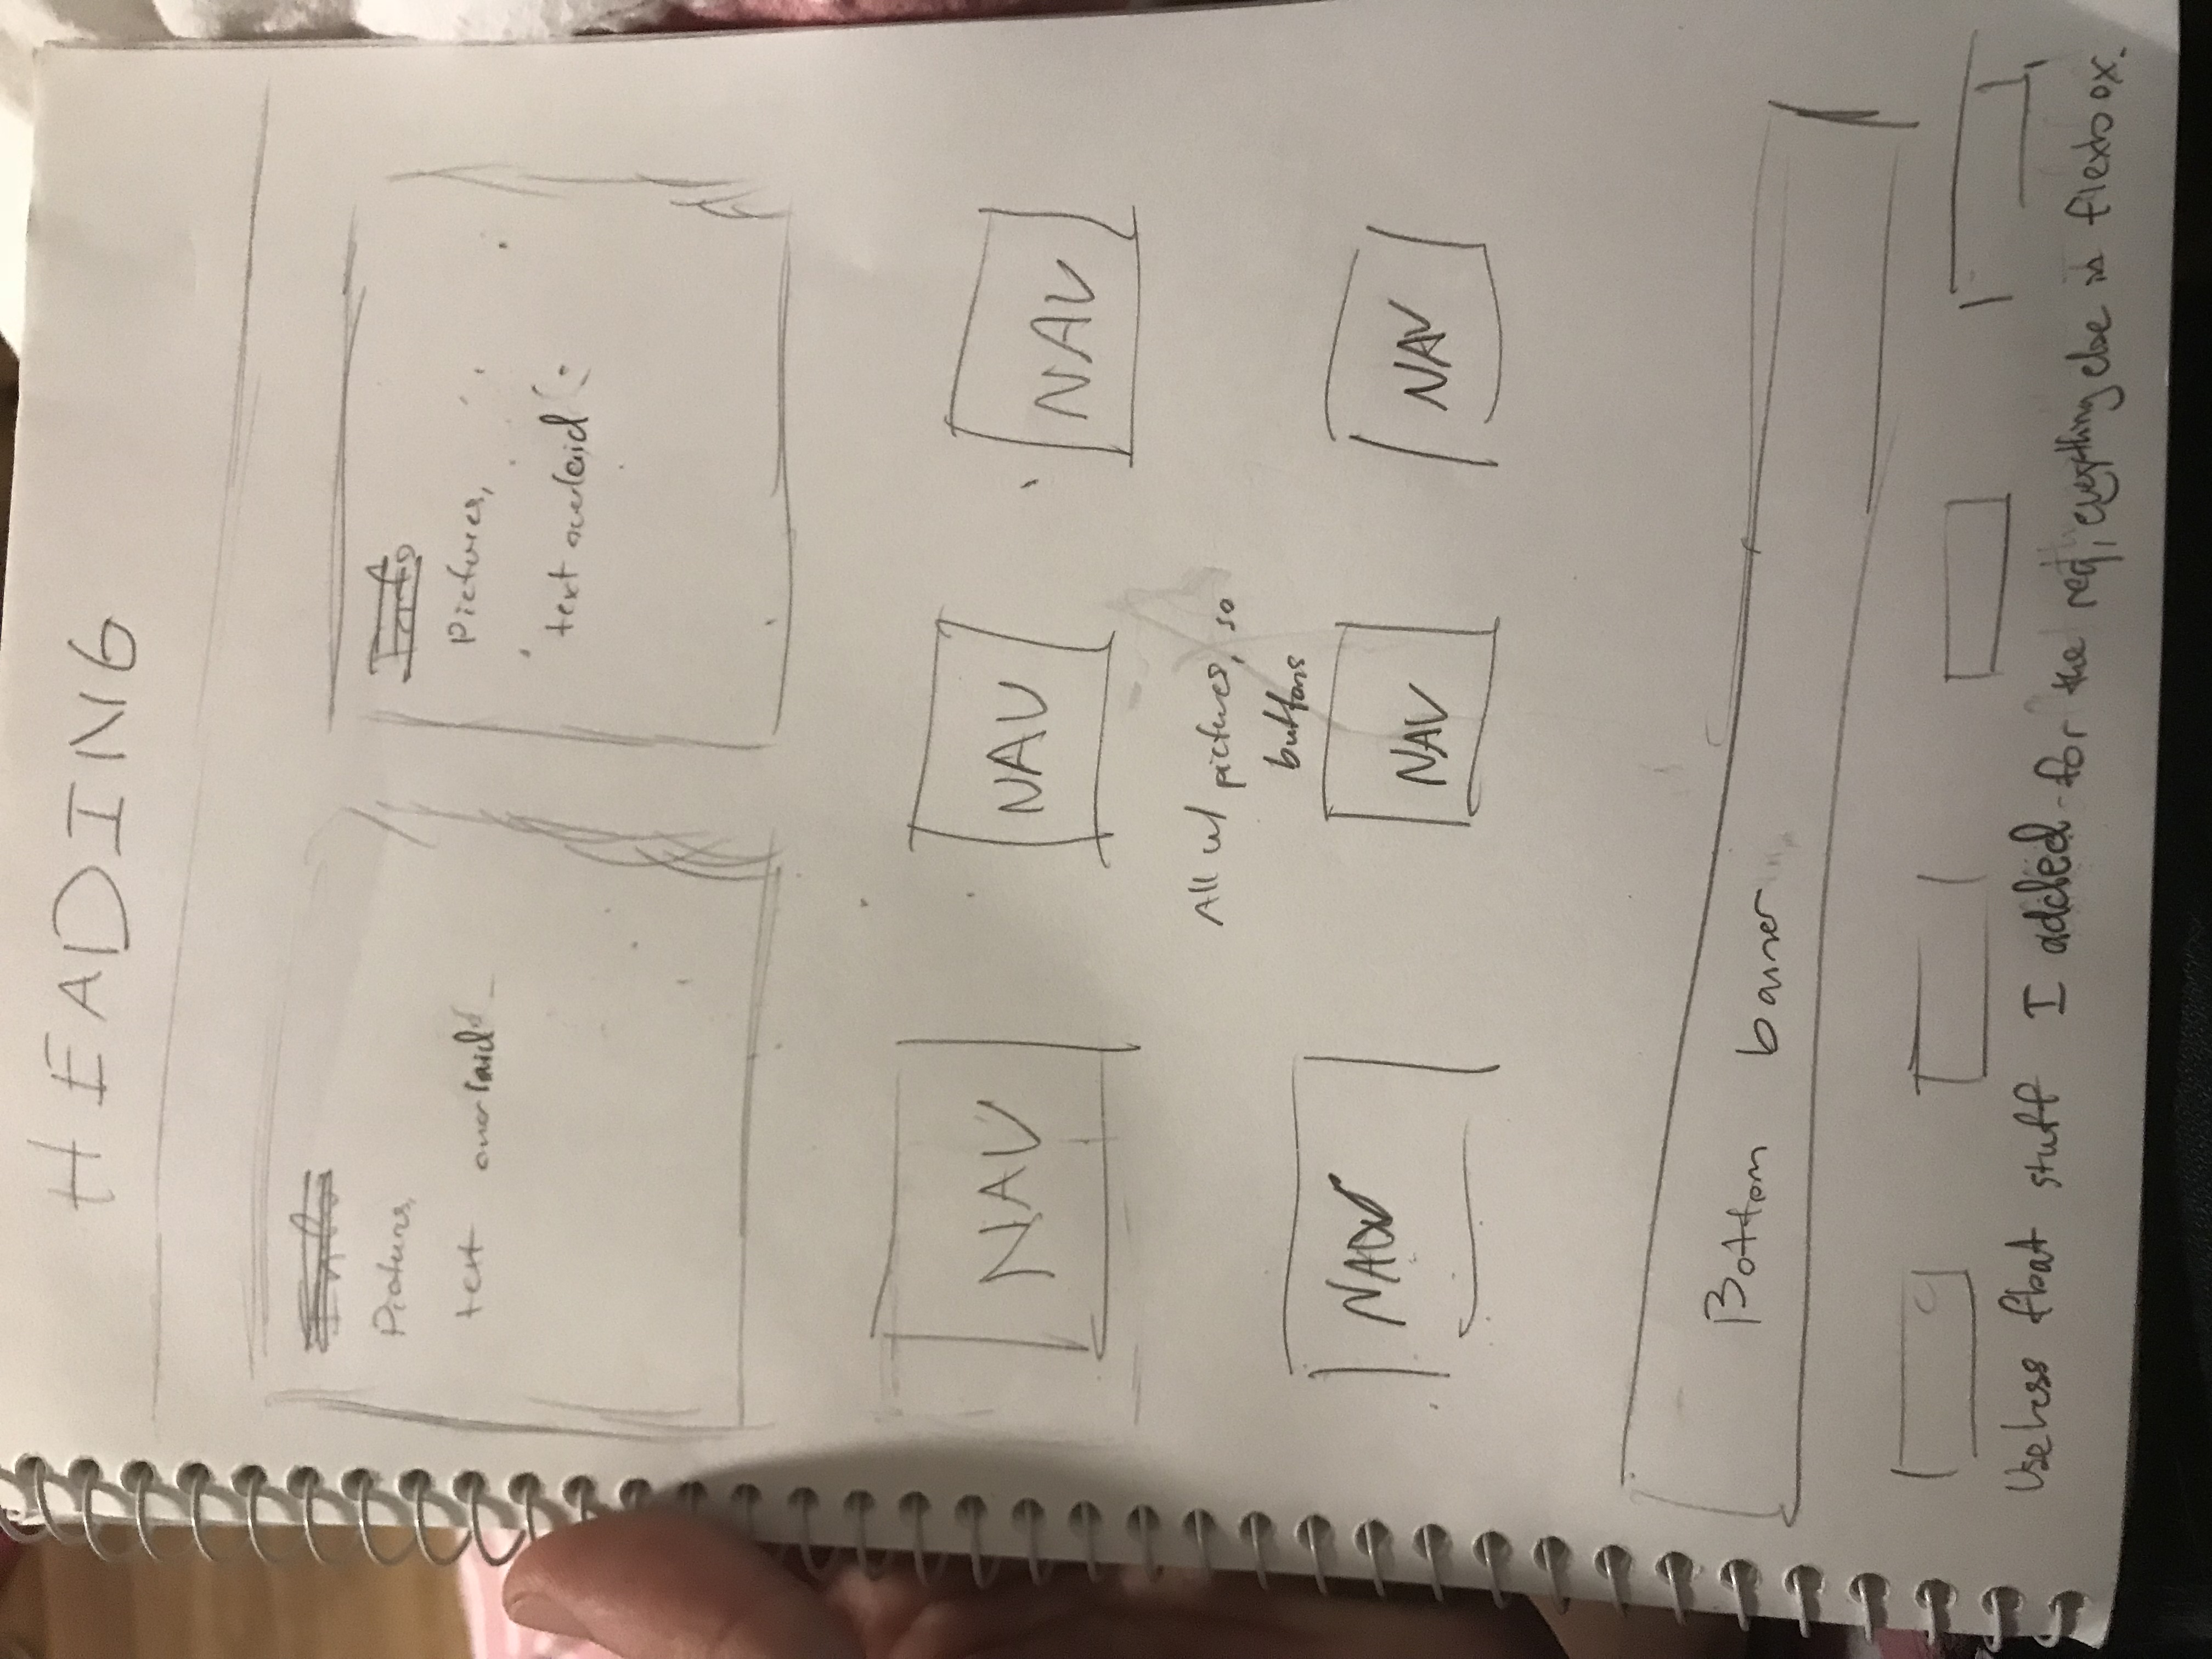 HEADING
Info
Info
Pictures,
text overlaid
Pictures,
text overlaid
NAV
NAV
NAV
All w/ pictures, so
buttons
NAV
NAV
NAV
Bottom banner
Useless float stuff I added for the req, everything else is flexbox.